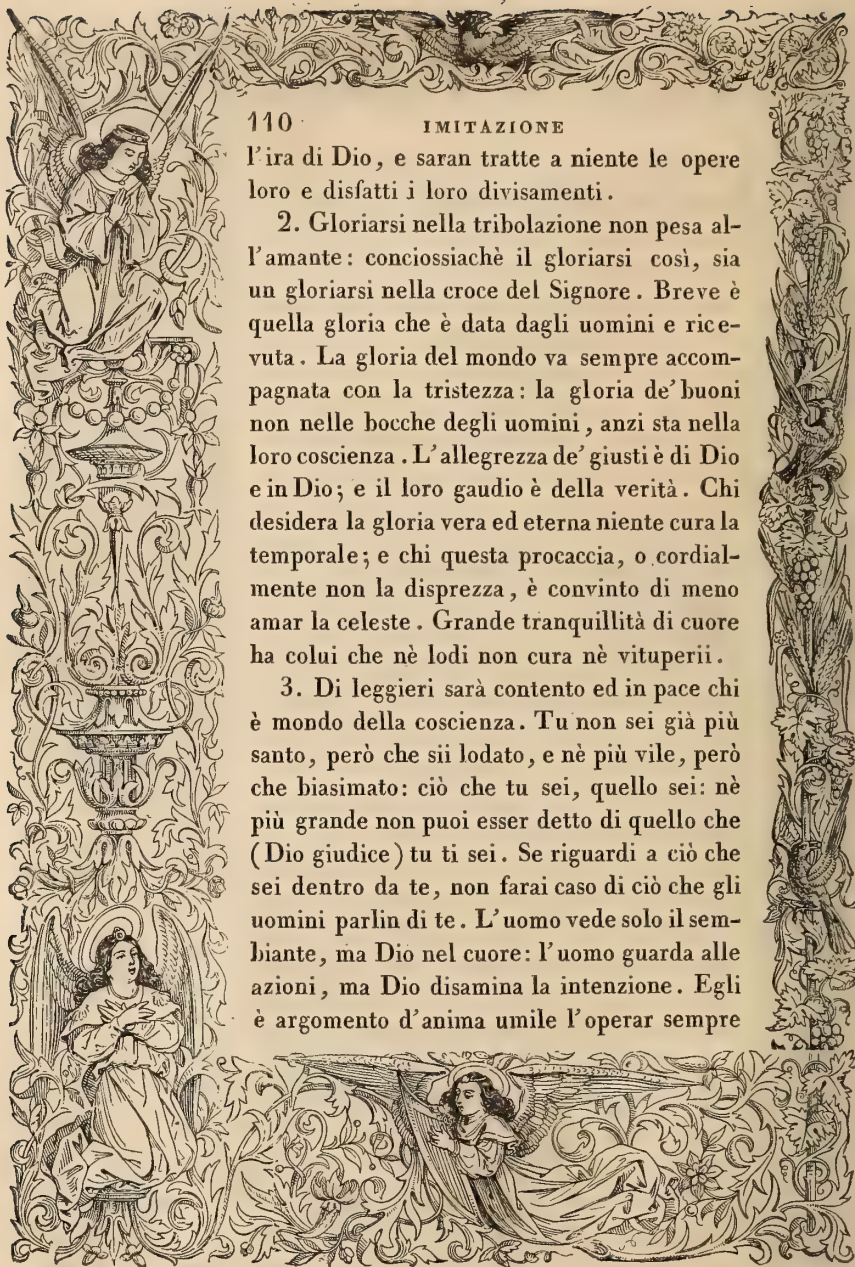 110 IMITAZIONE
l'ira di Dio, e saran tratte a niente le opere
loro e disfatti i loro divisamenti.
2. Gloriarsi nella tribolazione non pesa al-
l'amante: conciossiachè il gloriarsi così, sia
un gloriarsi nella croce del Signore. Breve è
quella gloria che è data dagli uomini e rice-
vuta. La gloria del mondo va sempre accom-
pagnata con la tristezza: la gloria de' buoni
non nelle bocche degli uomini, anzi sta nella
loro coscienza. L'allegrezza de' giusti è di Dio
e in Dio; e il loro gaudio è della verità. Chi
desidera la gloria vera ed eterna niente cura la
temporale; e chi questa procaccia, o cordial-
mente non la disprezza, è convinto di meno
amar la celeste. Grande tranquillità di cuore
ha colui che nè lodi non cura nè vituperii.
3. Di leggieri sarà contento ed in pace chi
è mondo della coscienza. Tu non sei già più
santo, però che sii lodato, e nè più vile, però
che biasimato: ciò che tu sei, quello sei: nè
più grande non puoi esser detto di quello che
(Dio giudice) tu ti sei. Se riguardi a ciò che
sei dentro da te, non farai caso di ciò che gli
uomini parlin di te. L'uomo vede solo il sem-
biante, ma Dio nel cuore: l'uomo guarda alle
azioni, ma Dio disamina la intenzione. Egli
è argomento d'anima umile l'operar sempre